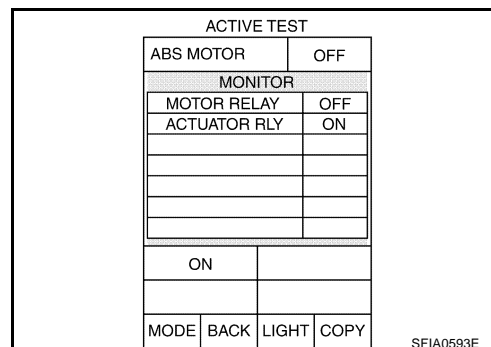 ACTIVE TEST
ABS MOTOR OFF
MONITOR
MOTOR RELAY OFF
ACTUATOR RLY ON
ON
MODE BACK LIGHT COPY
SFIA0593E